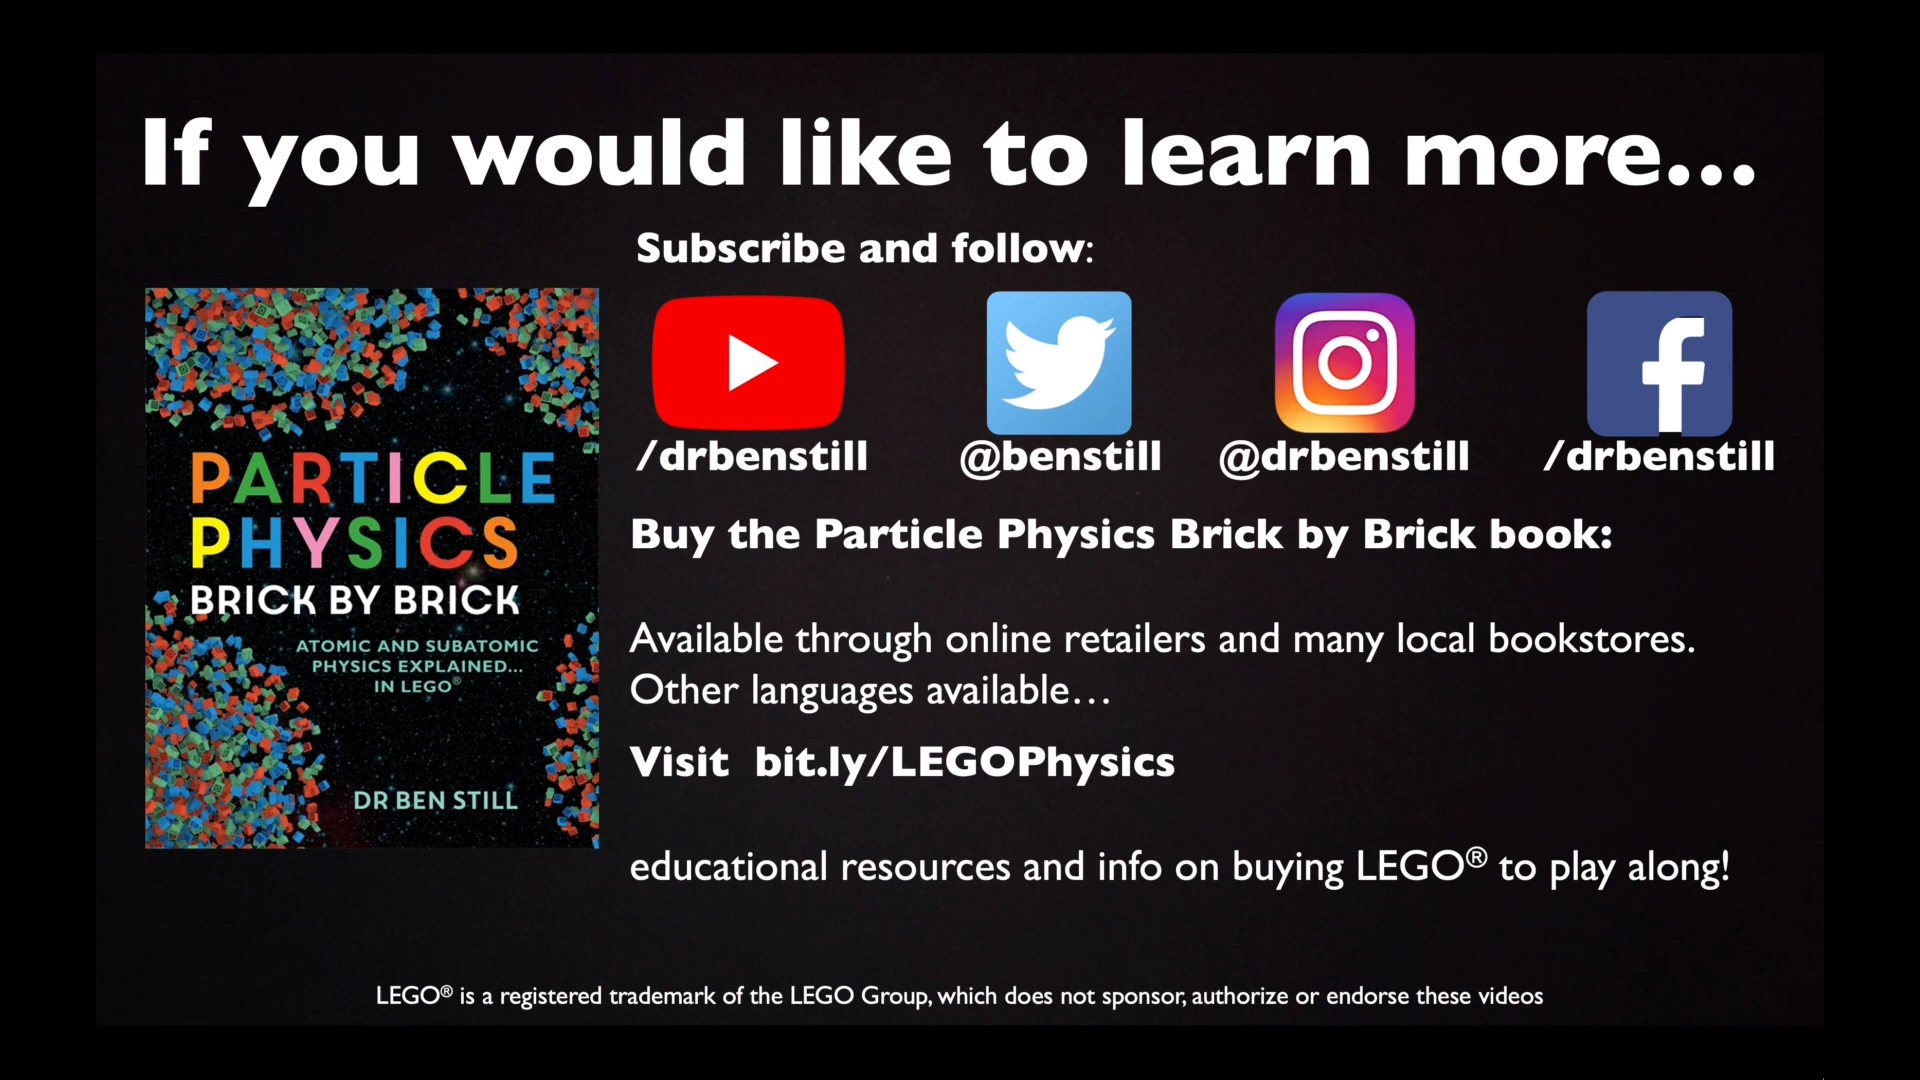 If you would like to learn more...
Subscribe and follow:
/drbenstill
@benstill
@drbenstill
/drbenstill
PARTICLE
PHYSICS
BRICK BY BRICK
ATOMIC AND SUBATOMIC
PHYSICS EXPLAINED...
IN LEGO®
DR BEN STILL
Buy the Particle Physics Brick by Brick book:
Available through online retailers and many local bookstores.
Other languages available...
Visit bit.ly/LEGOPhysics
educational resources and info on buying LEGO® to play along!
LEGO® is a registered trademark of the LEGO Group, which does not sponsor, authorize or endorse these videos